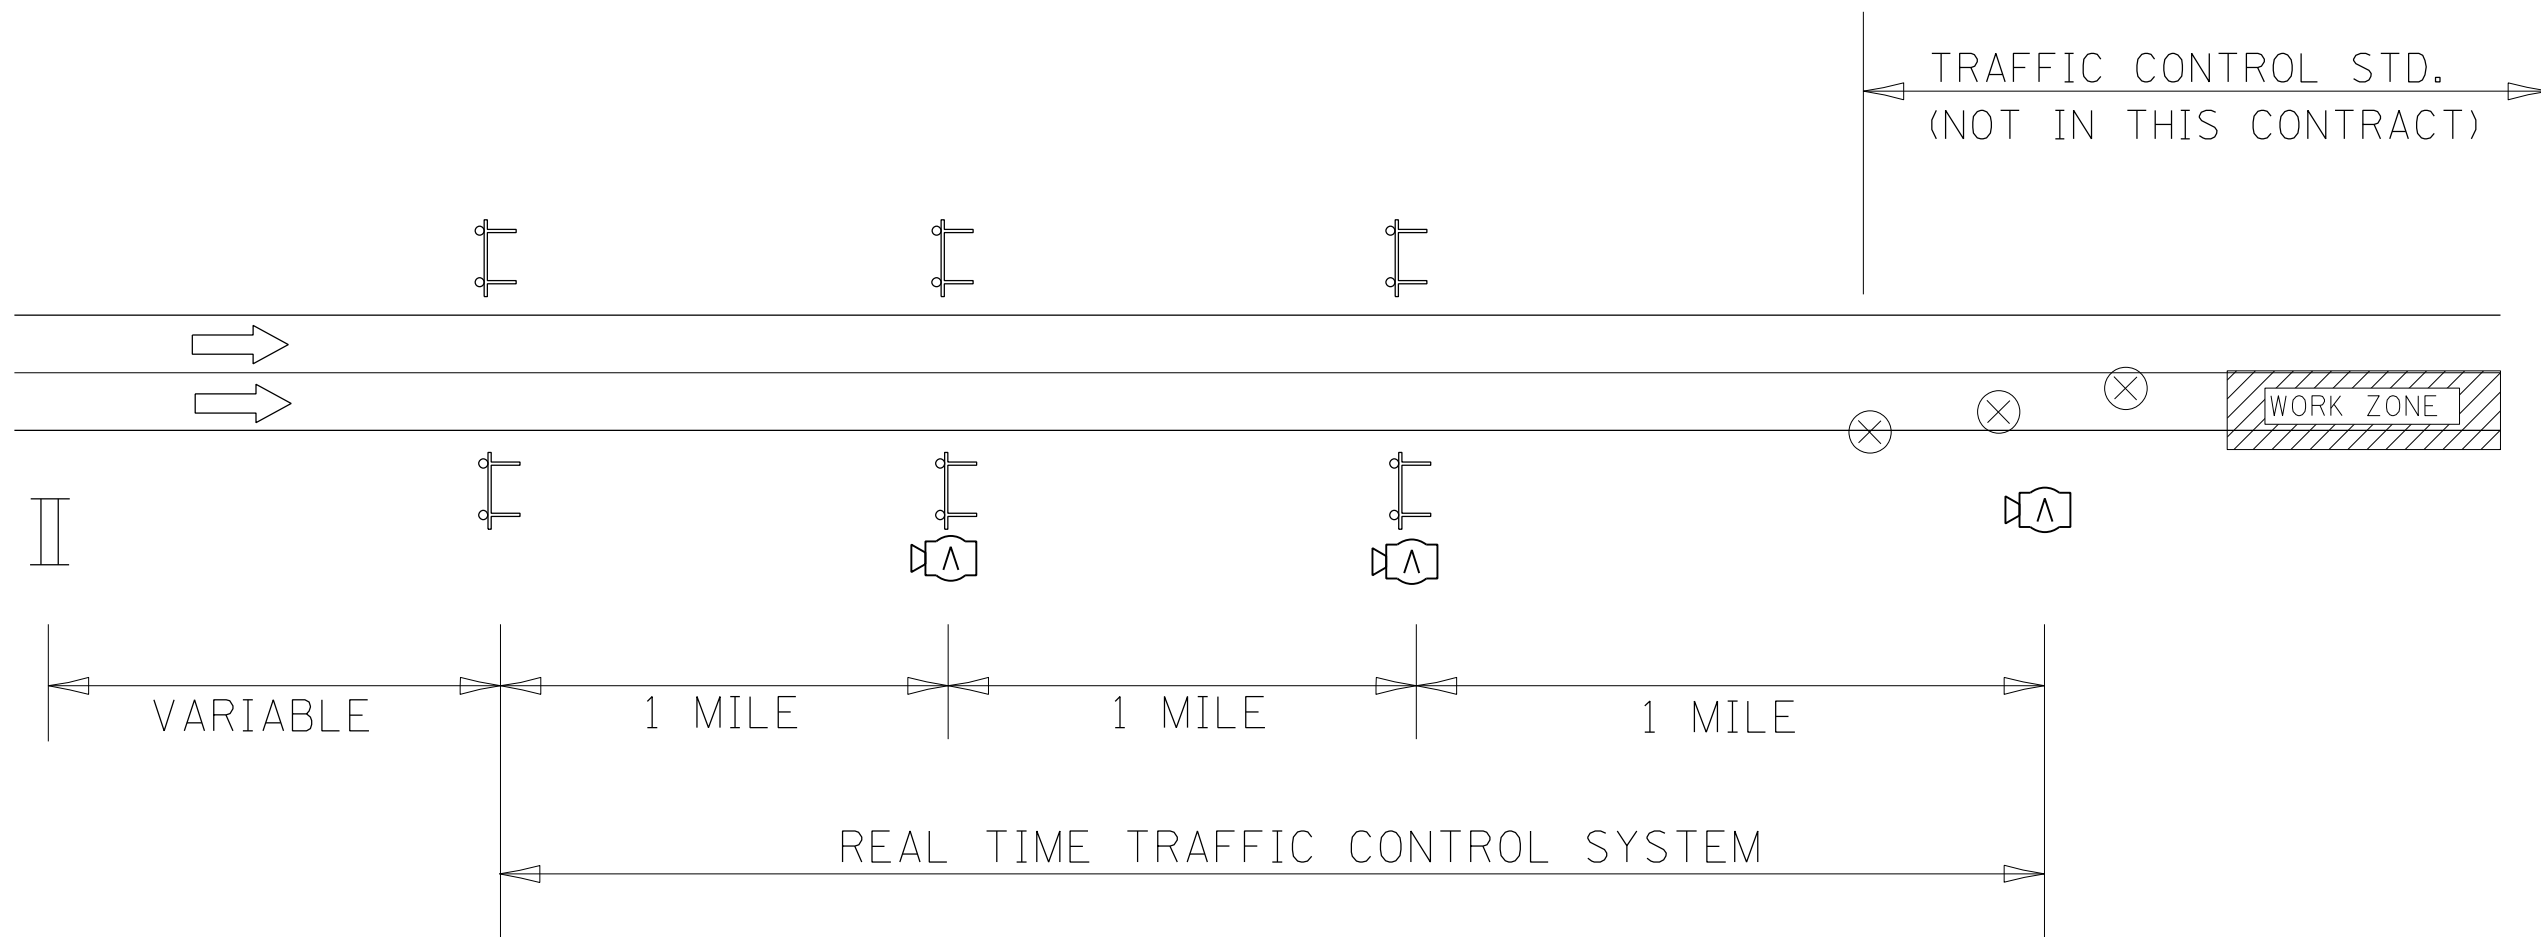 TRAFFIC CONTROL STD.
(NOT IN THIS CONTRACT)
WORK ZONE
VARIABLE
1 MILE
1 MILE
1 MILE
REAL TIME TRAFFIC CONTROL SYSTEM